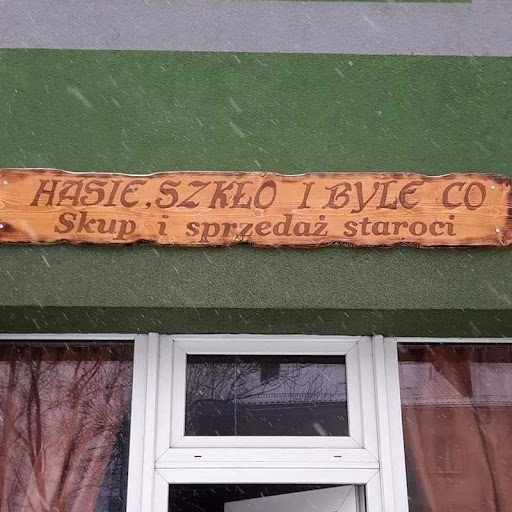 HASIE, SZKŁO I BYLE CO
Skup i sprzedaż staroci